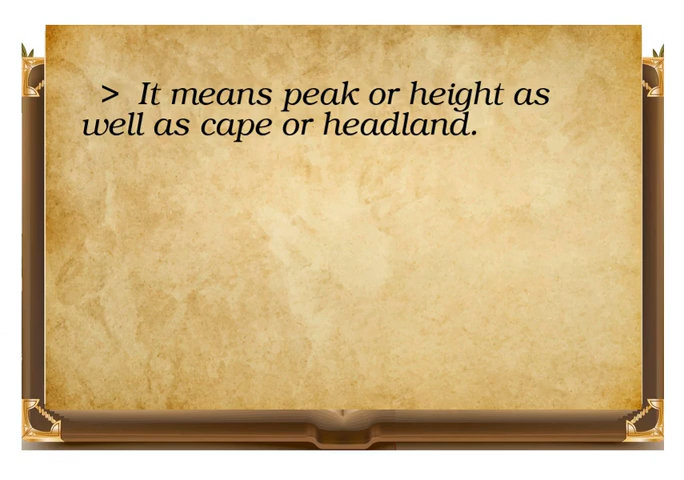 > It means peak or height as
well as cape or headland.